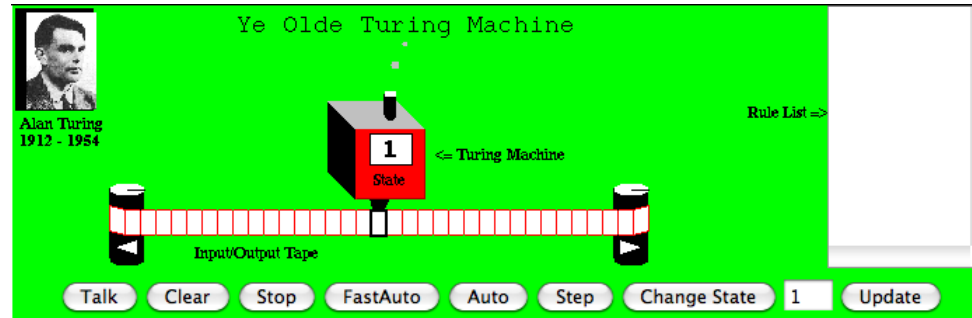 Ye Olde Turing Machine
Alan Turing
1912 - 1954
Rule List =>
1
State
<= Turing Machine
Input/Output Tape
Talk Clear Stop FastAuto Auto Step Change State 1 Update